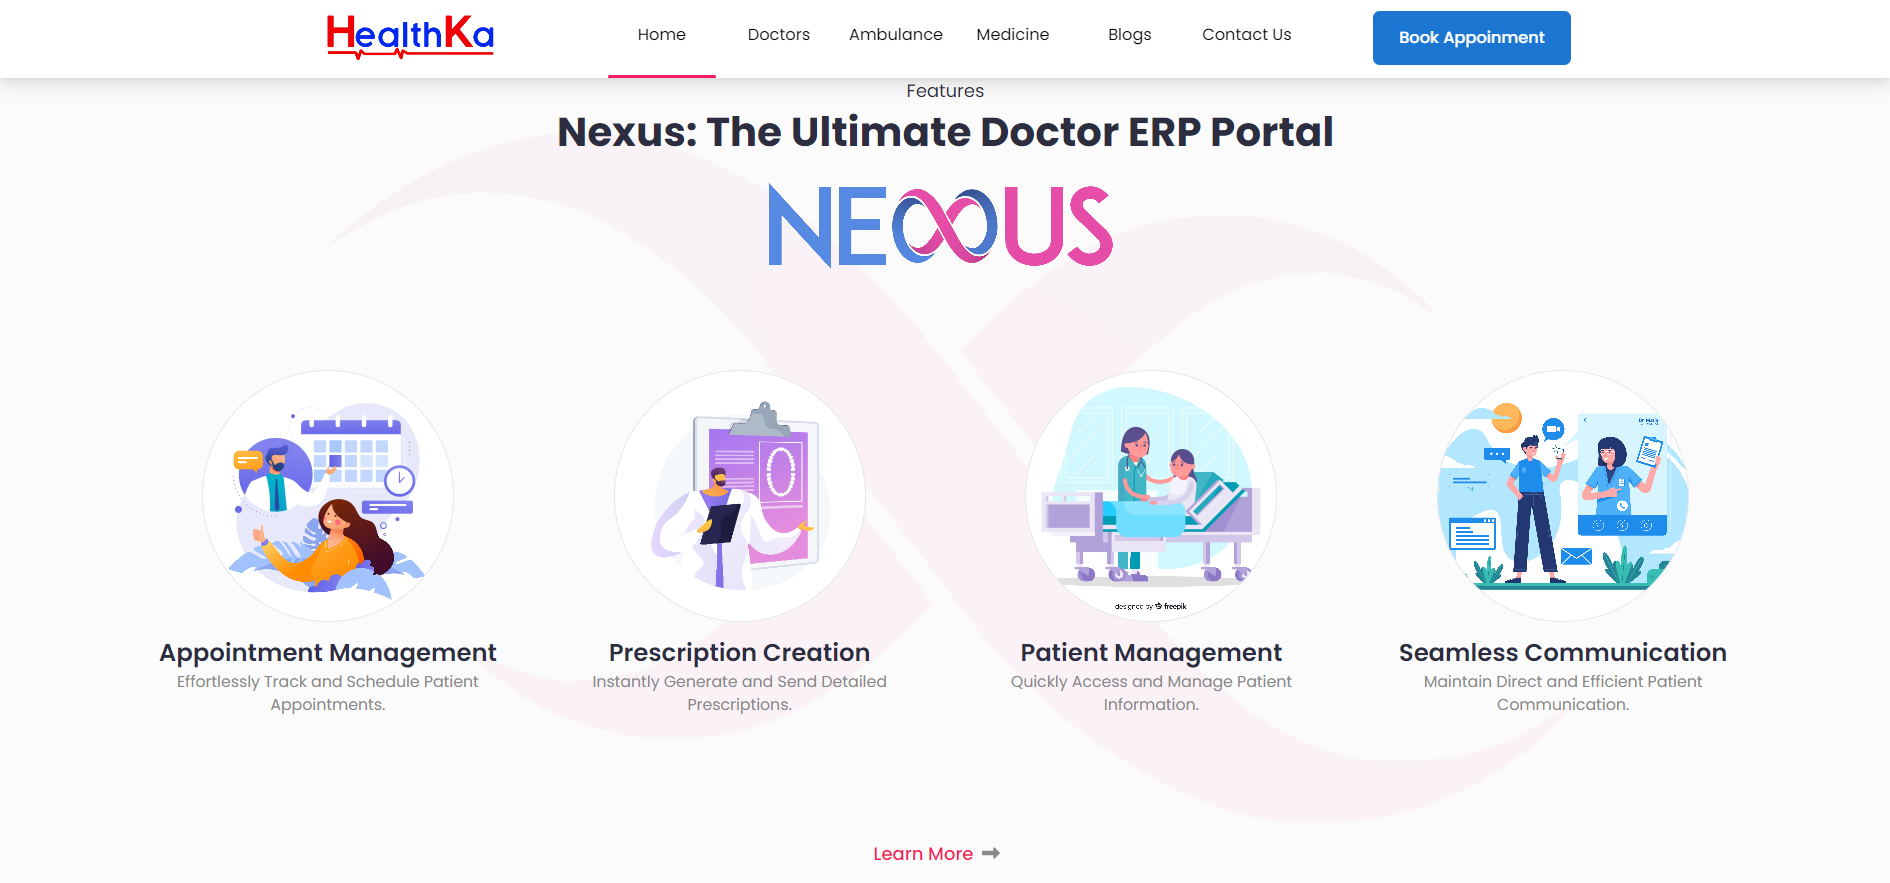 HealthKa
Home Doctors Ambulance Medicine Blogs Contact Us
Book Appoinment
Features
Nexus: The Ultimate Doctor ERP Portal
NEXUS
designed by freepik
Appointment Management
Effortlessly Track and Schedule Patient
Appointments.
Prescription Creation
Instantly Generate and Send Detailed
Prescriptions.
Patient Management
Quickly Access and Manage Patient
Information.
Seamless Communication
Maintain Direct and Efficient Patient
Communication.
Learn More